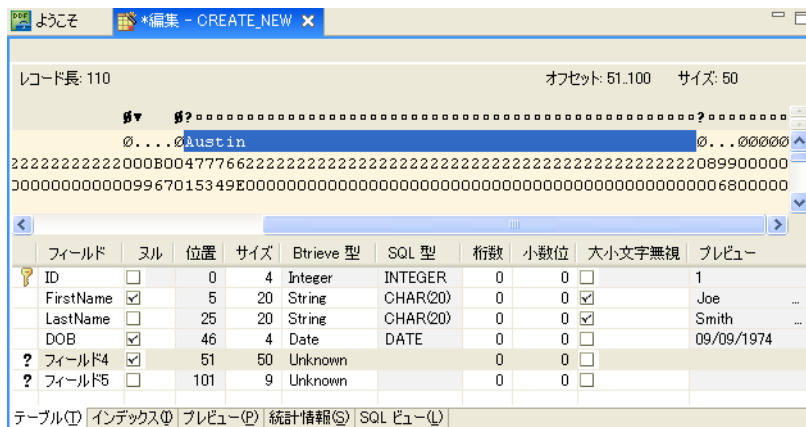 ようこそ *編集 - CREATE_NEW
レコード長: 110 オフセット: 51..100 サイズ: 50
Ø....ØAustin Ø...ØØØØØ
フィールド ヌル 位置 サイズ Btrieve 型 SQL 型 桁数 小数位 大小文字無視 プレビュー
ID 0 4 Integer INTEGER 0 0 1
FirstName 5 20 String CHAR(20) 0 0 Joe ...
LastName 25 20 String CHAR(20) 0 0 Smith ...
DOB 46 4 Date DATE 0 0 09/09/1974
? フィールド4 51 50 Unknown 0 0
? フィールド5 101 9 Unknown 0 0
テーブル(T) インデックス(I) プレビュー(P) 統計情報(S) SQL ビュー(L)